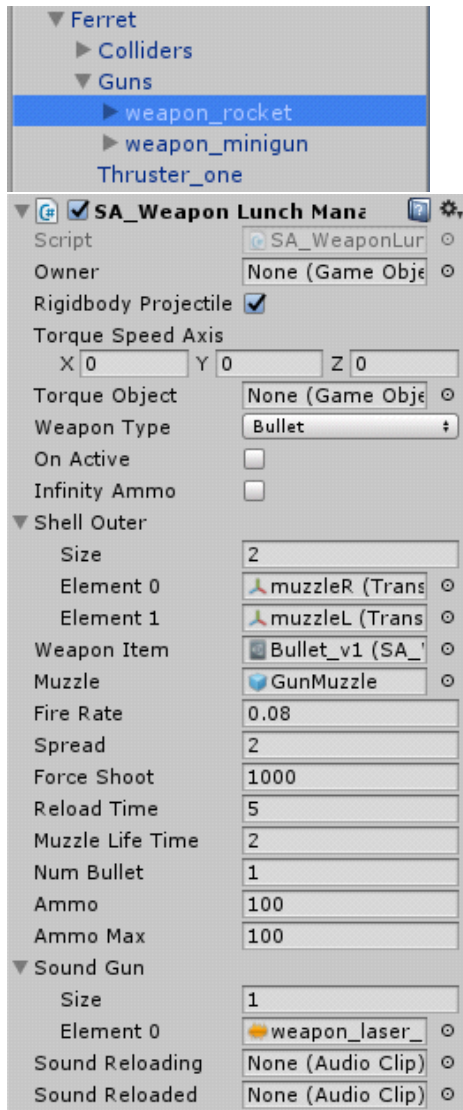 Ferret
Colliders
Guns
weapon_rocket
weapon_minigun
Thruster_one
SA_Weapon Lunch Mana
Script SA_WeaponLur
Owner None (Game Obje
Rigidbody Projectile
Torque Speed Axis
X 0 Y 0 Z 0
Torque Object None (Game Obje
Weapon Type Bullet
On Active
Infinity Ammo
Shell Outer
Size 2
Element 0 muzzleR (Trans
Element 1 muzzleL (Trans
Weapon Item Bullet_v1 (SA_
Muzzle GunMuzzle
Fire Rate 0.08
Spread 2
Force Shoot 1000
Reload Time 5
Muzzle Life Time 2
Num Bullet 1
Ammo 100
Ammo Max 100
Sound Gun
Size 1
Element 0 weapon_laser_
Sound Reloading None (Audio Clip)
Sound Reloaded None (Audio Clip)